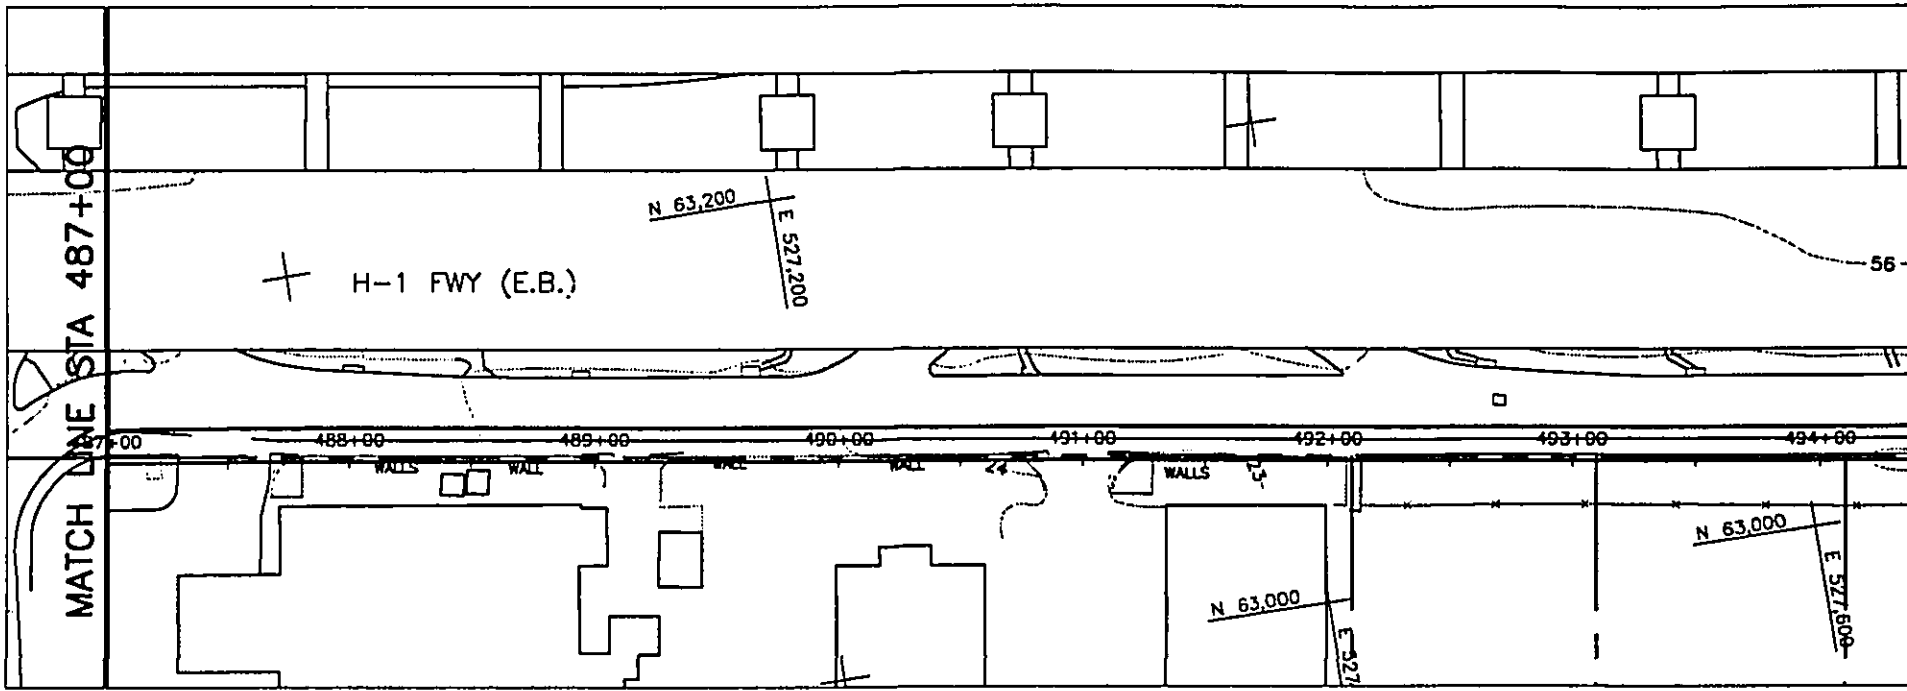 MATCH LINE STA 487+00
N 63,200
E 527,200
H-1 FWY (E.B.)
56
487+00
488+00
489+00
490+00
491+00
492+00
493+00
494+00
WALLS
WALL
WALL
WALL
24
WALLS
23
N 63,000
E 527,600
N 63,000
E 527